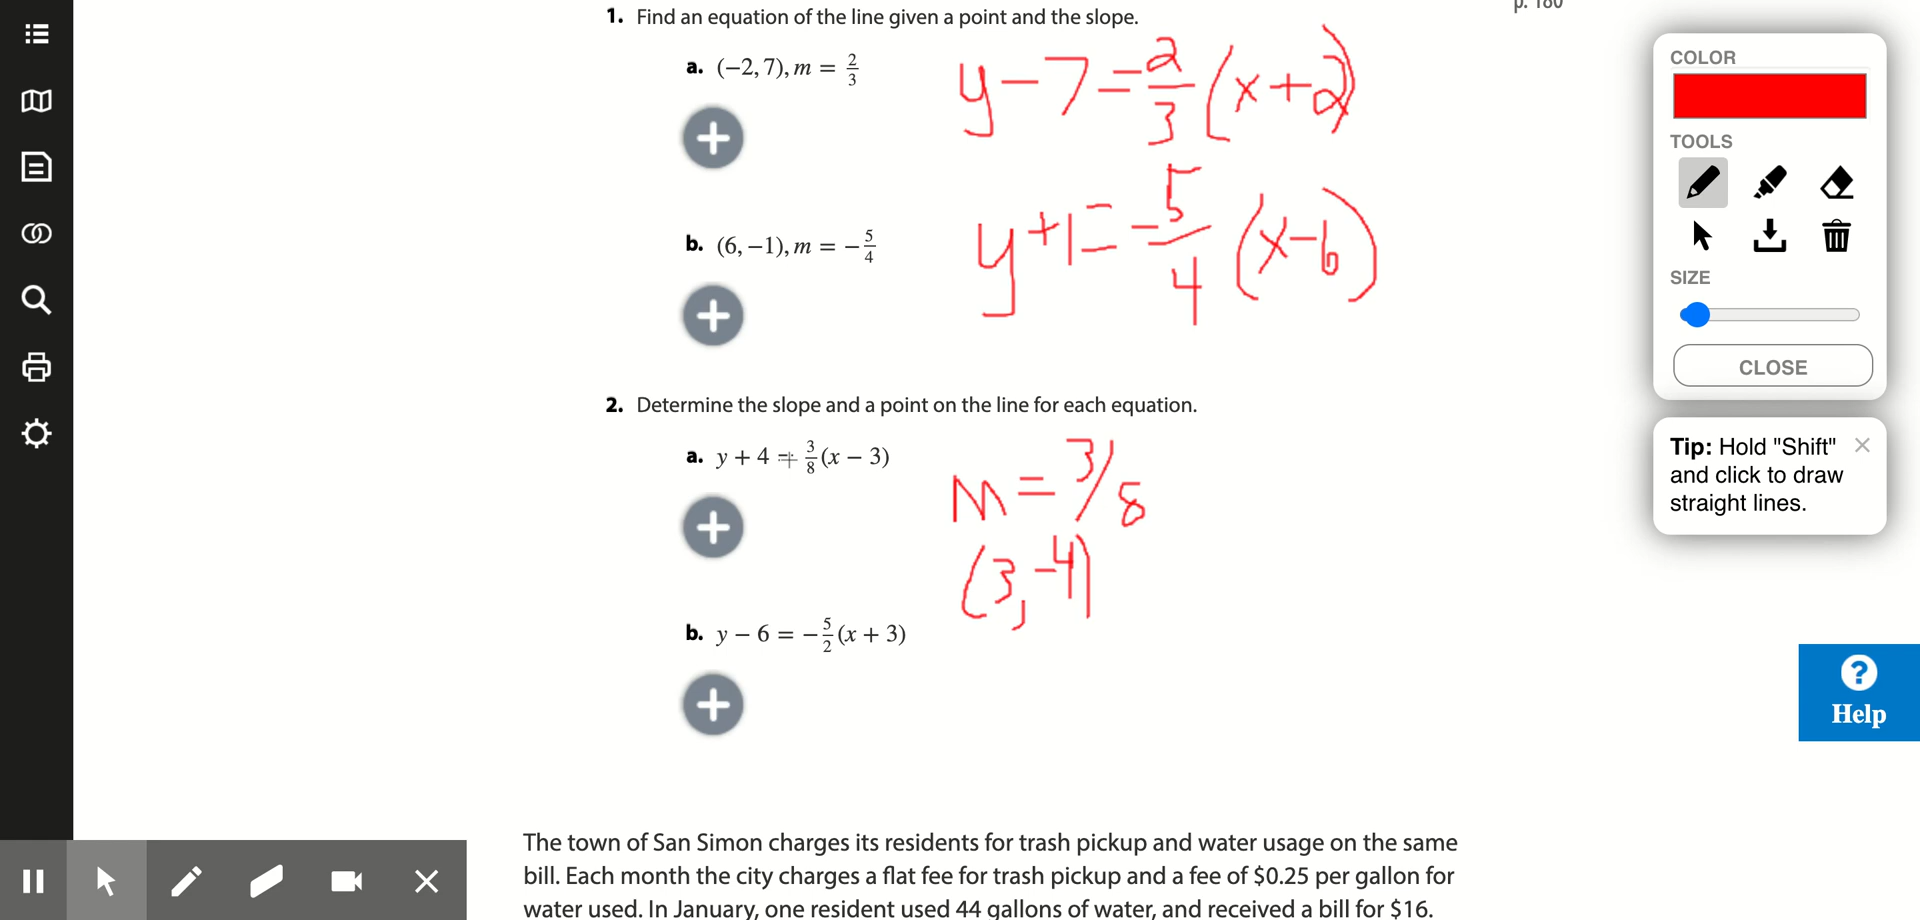 p. 180
1. Find an equation of the line given a point and the slope.
a. (−2, 7), m = 2/3
y − 7 = 2/3 (x + 2)
b. (6, −1), m = −5/4
y + 1 = −5/4 (x − 6)
2. Determine the slope and a point on the line for each equation.
a. y + 4 = 3/8(x − 3)
m = 3/8
(3, −4)
b. y − 6 = −5/2(x + 3)
The town of San Simon charges its residents for trash pickup and water usage on the same
bill. Each month the city charges a flat fee for trash pickup and a fee of $0.25 per gallon for
water used. In January, one resident used 44 gallons of water, and received a bill for $16.
COLOR
TOOLS
SIZE
CLOSE
Tip: Hold "Shift"
and click to draw
straight lines.
Help